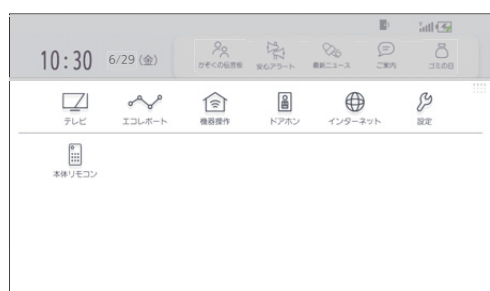 10:30 6/29 (金)
かぞくの伝言板 安心アラート 最新ニュース ご案内 ゴミの日
テレビ エコレポート 機器操作 ドアホン インターネット 設定
本体リモコン